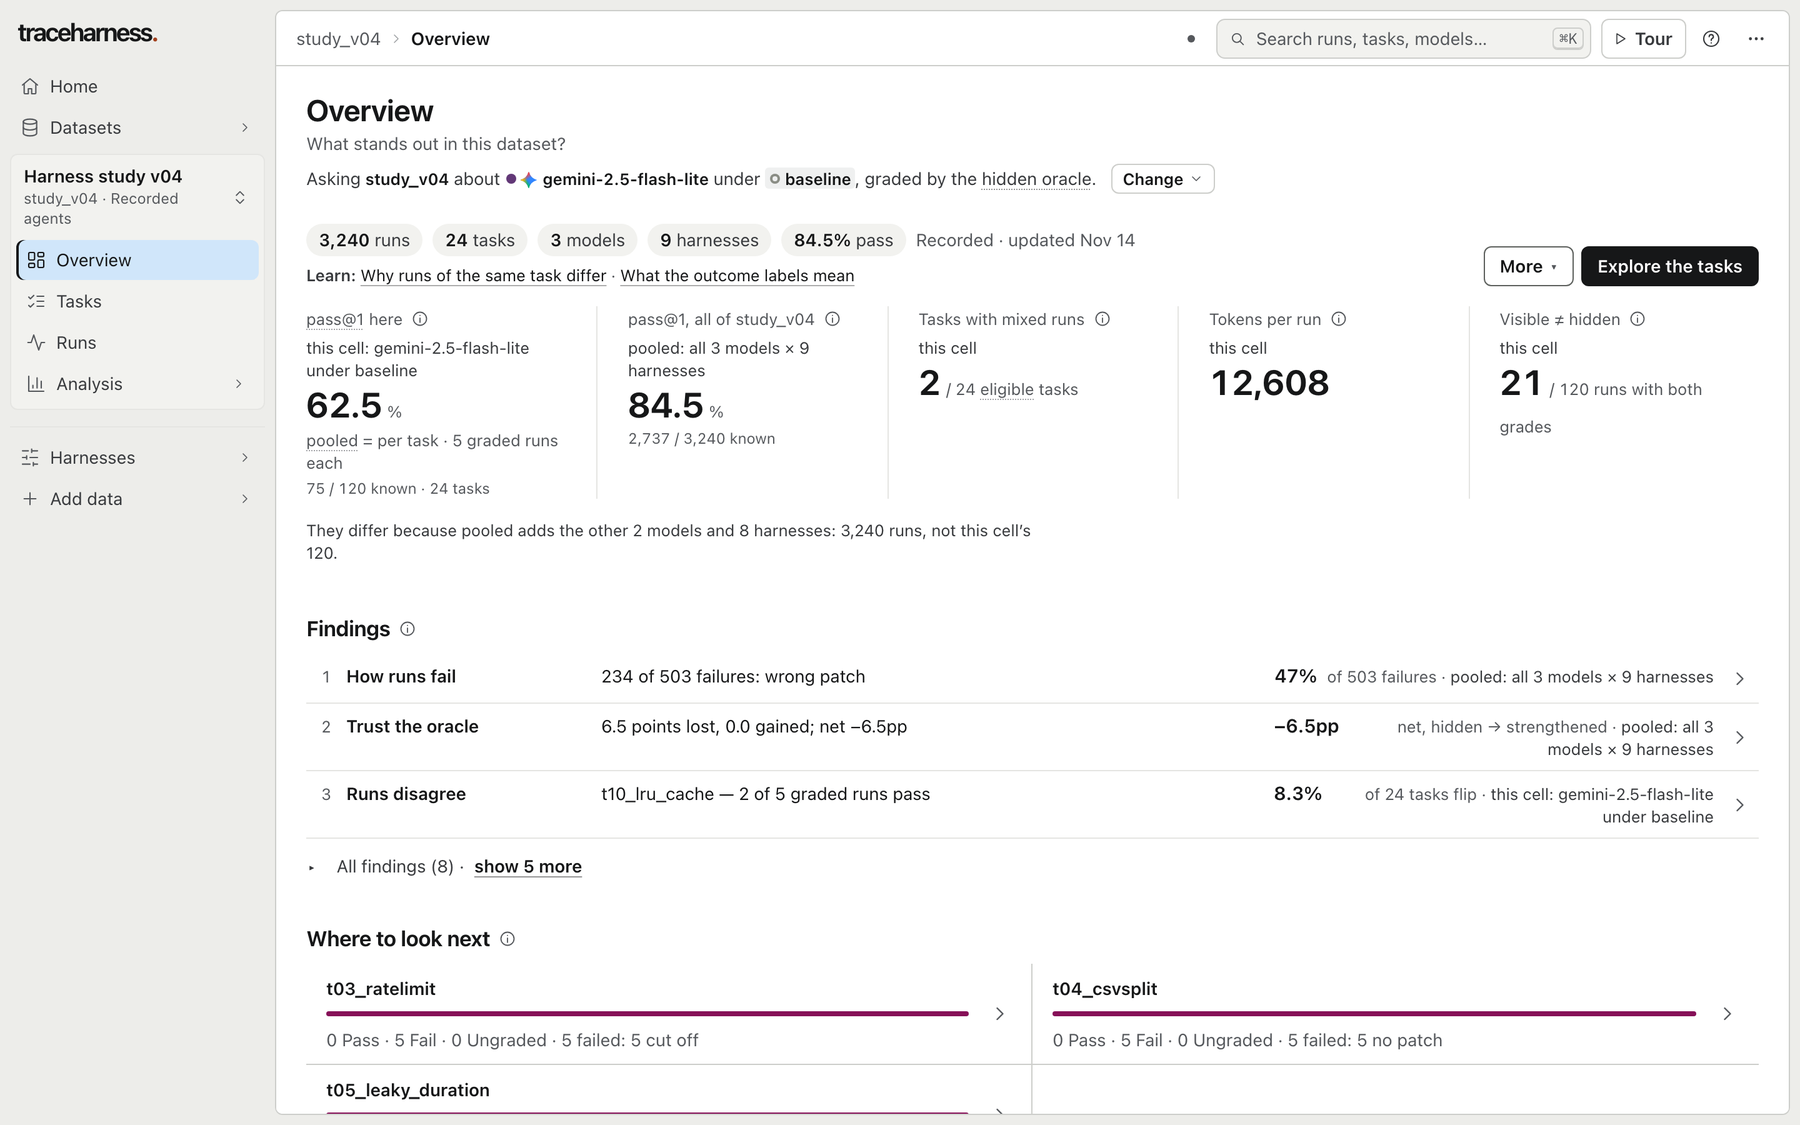 traceharness.
Home
Datasets
Harness study v04
study_v04 · Recorded
agents
Overview
Tasks
Runs
Analysis
Harnesses
Add data
study_v04 > Overview
Search runs, tasks, models... ⌘K
Tour
Overview
What stands out in this dataset?
Asking study_v04 about gemini-2.5-flash-lite under baseline, graded by the hidden oracle. Change
3,240 runs 24 tasks 3 models 9 harnesses 84.5% pass Recorded · updated Nov 14
Learn: Why runs of the same task differ · What the outcome labels mean
More
Explore the tasks
pass@1 here
this cell: gemini-2.5-flash-lite
under baseline
62.5 %
pooled = per task · 5 graded runs
each
75 / 120 known · 24 tasks
pass@1, all of study_v04
pooled: all 3 models × 9
harnesses
84.5 %
2,737 / 3,240 known
Tasks with mixed runs
this cell
2 / 24 eligible tasks
Tokens per run
this cell
12,608
Visible ≠ hidden
this cell
21 / 120 runs with both
grades
They differ because pooled adds the other 2 models and 8 harnesses: 3,240 runs, not this cell's
120.
Findings
1 How runs fail 234 of 503 failures: wrong patch 47% of 503 failures · pooled: all 3 models × 9 harnesses
2 Trust the oracle 6.5 points lost, 0.0 gained; net −6.5pp −6.5pp net, hidden → strengthened · pooled: all 3
models × 9 harnesses
3 Runs disagree t10_lru_cache — 2 of 5 graded runs pass 8.3% of 24 tasks flip · this cell: gemini-2.5-flash-lite
under baseline
All findings (8) · show 5 more
Where to look next
t03_ratelimit
0 Pass · 5 Fail · 0 Ungraded · 5 failed: 5 cut off
t04_csvsplit
0 Pass · 5 Fail · 0 Ungraded · 5 failed: 5 no patch
t05_leaky_duration